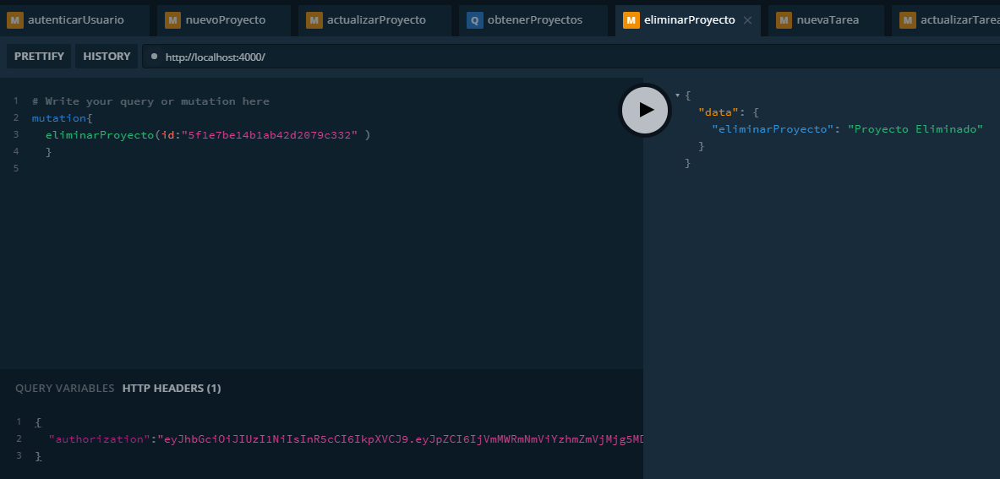 M autenticarUsuario M nuevoProyecto M actualizarProyecto Q obtenerProyectos M eliminarProyecto × M nuevaTarea M actualizarTarea
PRETTIFY HISTORY http://localhost:4000/
1 # Write your query or mutation here
2 mutation{
3 eliminarProyecto(id:"5f1e7be14b1ab42d2079c332" )
4 }
5
{
"data": {
"eliminarProyecto": "Proyecto Eliminado"
}
}
QUERY VARIABLES HTTP HEADERS (1)
1 {
2 "authorization":"eyJhbGciOiJIUzI1NiIsInR5cCI6IkpXVCJ9.eyJpZCI6IjVmMWRmNmViYzhmZmVjMjg5MD
3 }